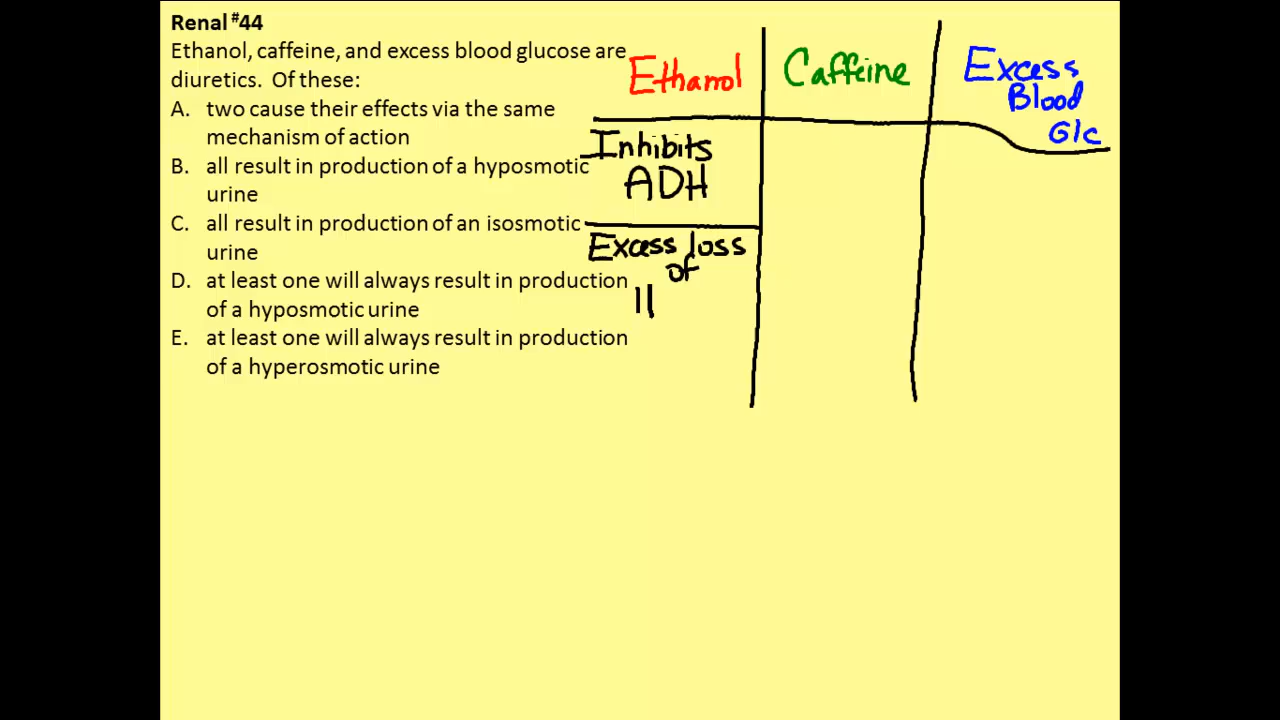 Renal #44
Ethanol, caffeine, and excess blood glucose are
diuretics. Of these:
A. two cause their effects via the same
mechanism of action
B. all result in production of a hyposmotic
urine
C. all result in production of an isosmotic
urine
D. at least one will always result in production
of a hyposmotic urine
E. at least one will always result in production
of a hyperosmotic urine
Ethanol
Inhibits
ADH
Excess loss
of
Caffeine
Excess
Blood
Glc